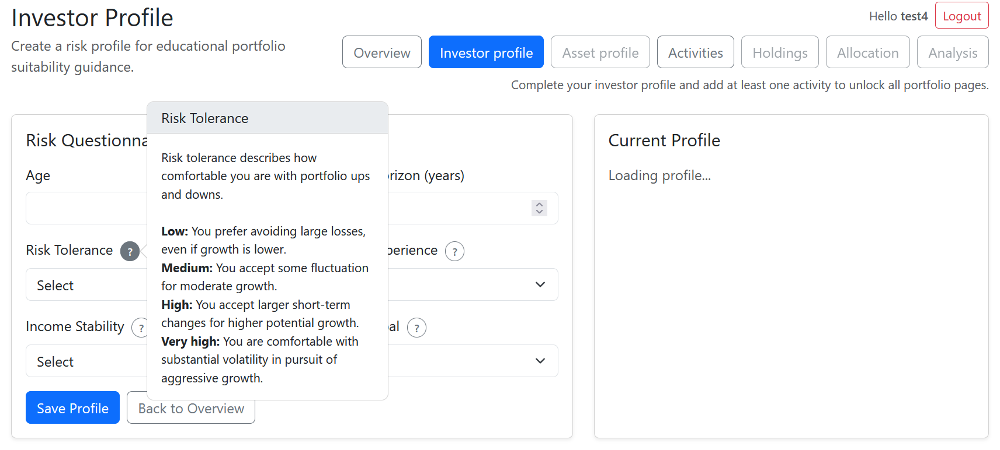 Investor Profile
Hello test4
Logout
Create a risk profile for educational portfolio
suitability guidance.
Overview
Investor profile
Asset profile
Activities
Holdings
Allocation
Analysis
Complete your investor profile and add at least one activity to unlock all portfolio pages.
Risk Tolerance
Risk tolerance describes how
comfortable you are with portfolio ups
and downs.
Low: You prefer avoiding large losses,
even if growth is lower.
Medium: You accept some fluctuation
for moderate growth.
High: You accept larger short-term
changes for higher potential growth.
Very high: You are comfortable with
substantial volatility in pursuit of
aggressive growth.
Risk Questionna
Age
rizon (years)
Risk Tolerance ?
perience ?
Select
Income Stability ?
al ?
Select
Save Profile
Back to Overview
Current Profile
Loading profile...